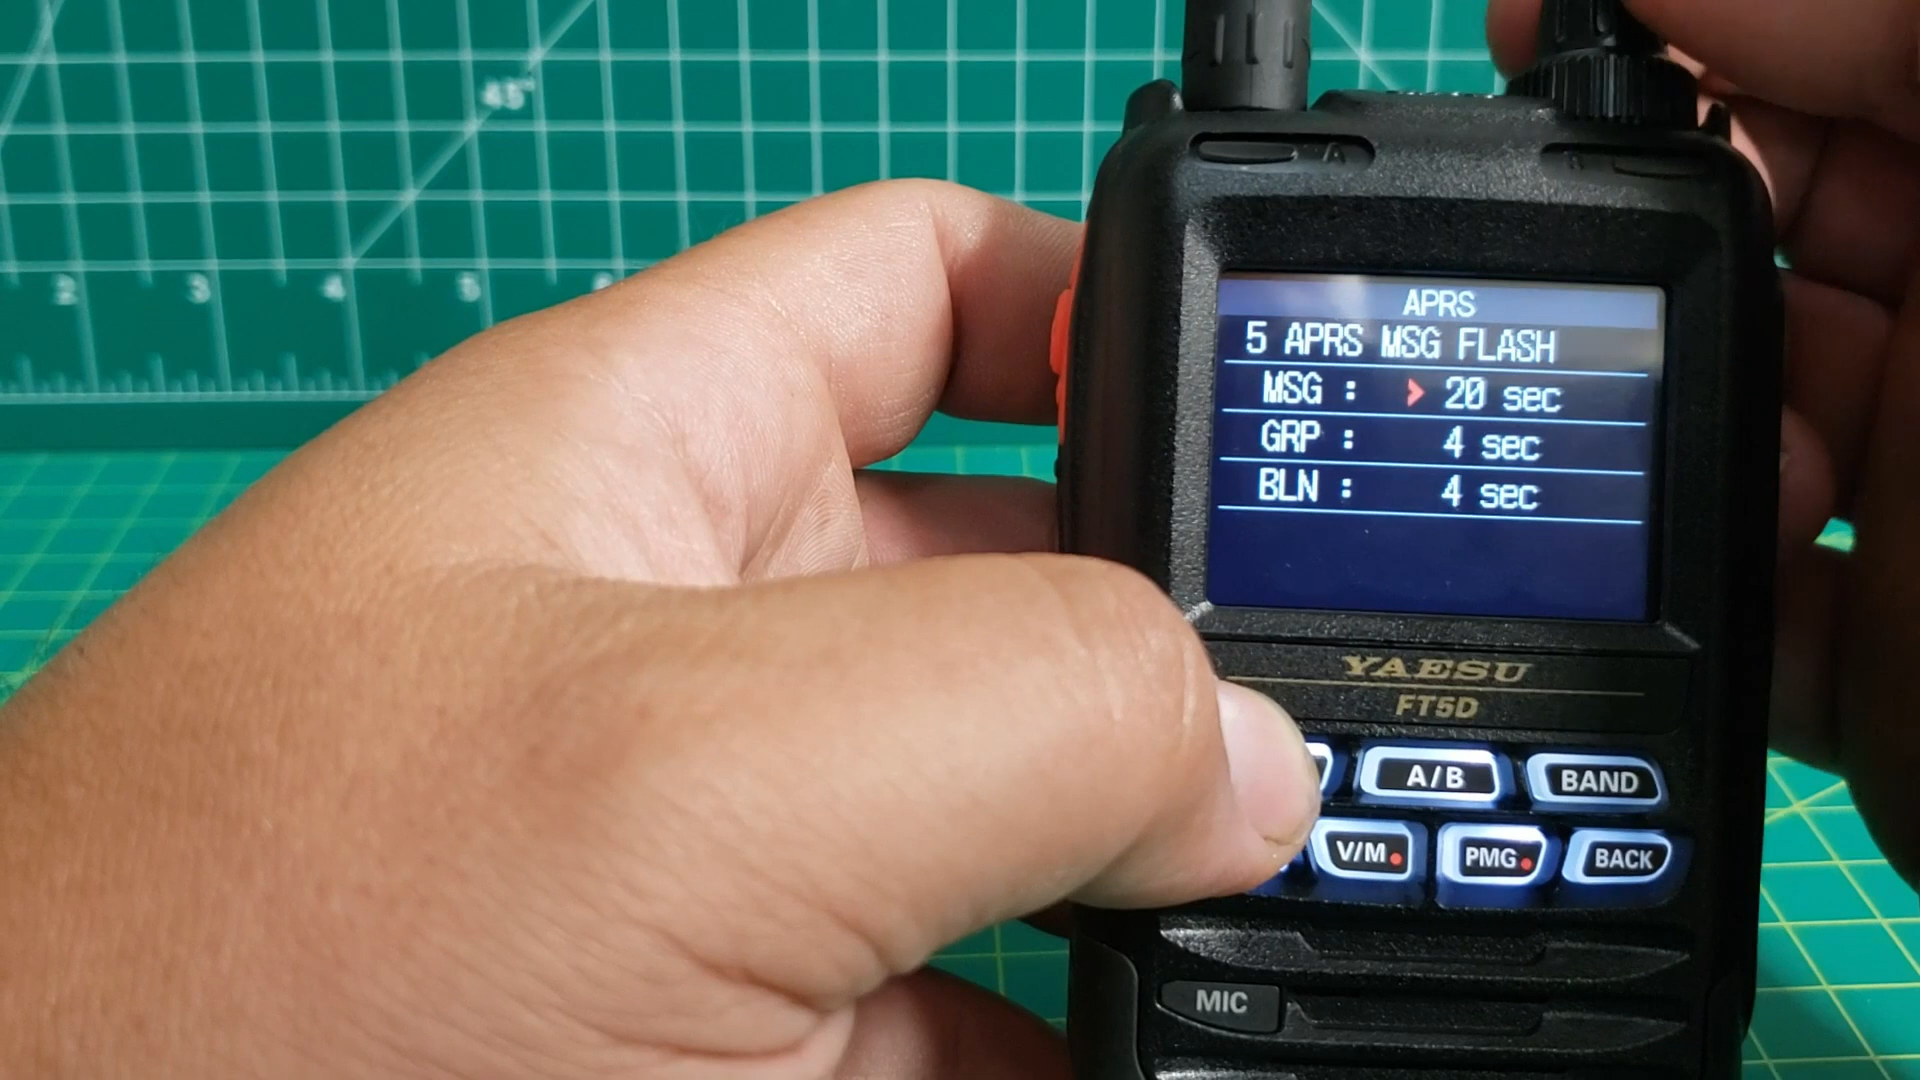 45°
2 3 4 5 6
A
APRS
5 APRS MSG FLASH
MSG : 20 sec
GRP : 4 sec
BLN : 4 sec
YAESU
FT5D
A/B BAND
V/M PMG BACK
MIC